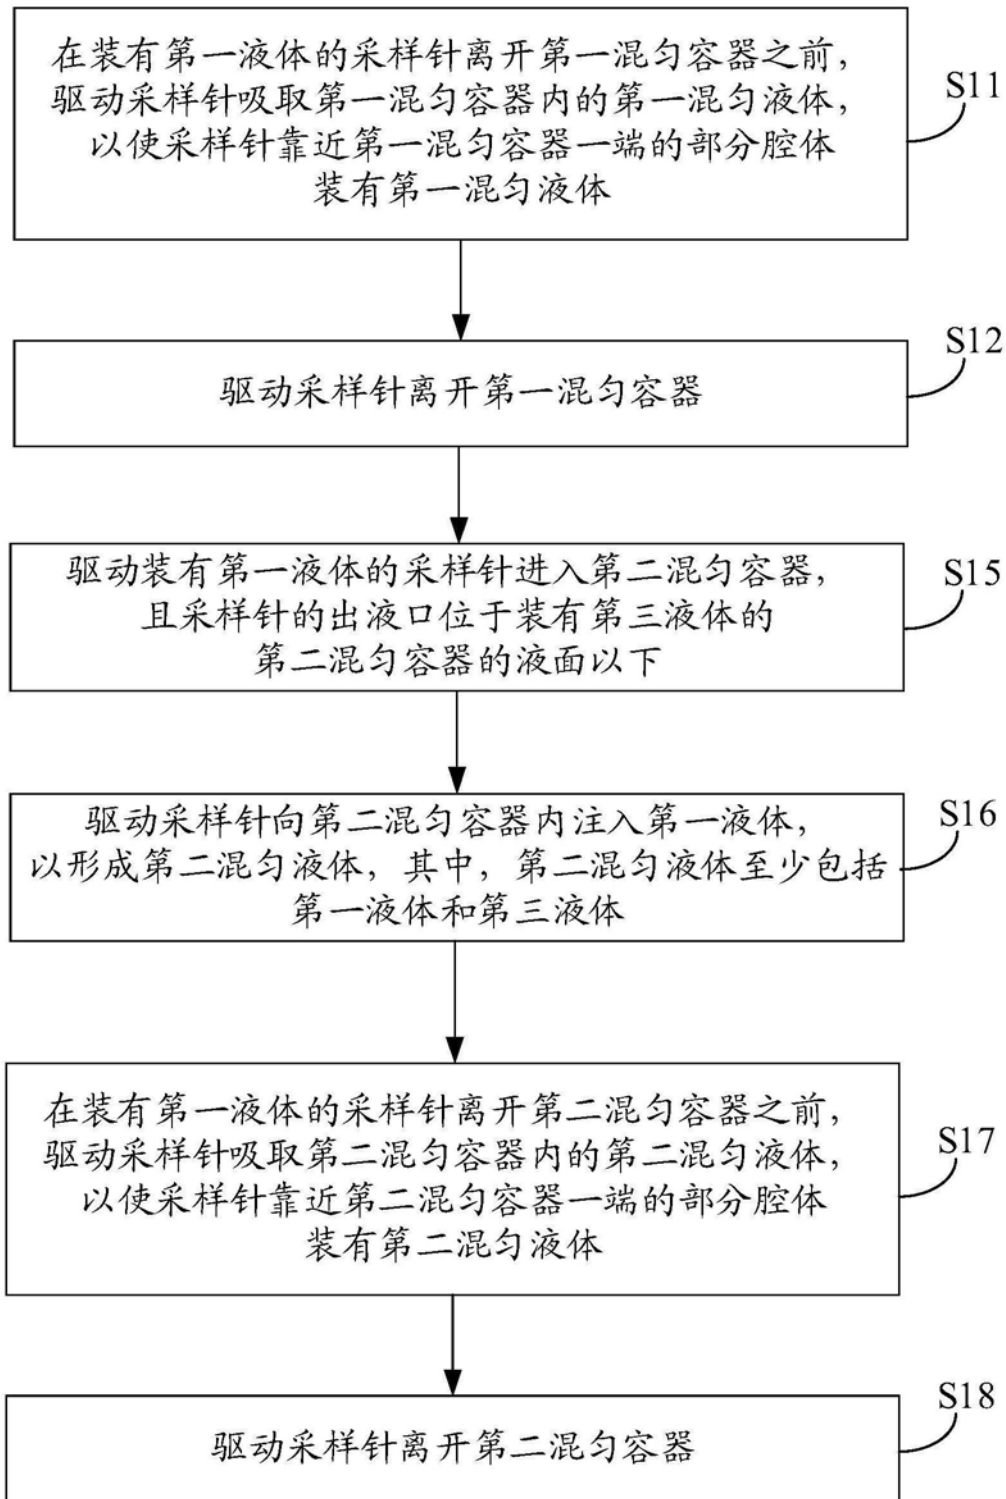 在装有第一液体的采样针离开第一混匀容器之前，
驱动采样针吸取第一混匀容器内的第一混匀液体，
以使采样针靠近第一混匀容器一端的部分腔体
装有第一混匀液体
S11
驱动采样针离开第一混匀容器
S12
驱动装有第一液体的采样针进入第二混匀容器，
且采样针的出液口位于装有第三液体的
第二混匀容器的液面以下
S15
驱动采样针向第二混匀容器内注入第一液体，
以形成第二混匀液体，其中，第二混匀液体至少包括
第一液体和第三液体
S16
在装有第一液体的采样针离开第二混匀容器之前，
驱动采样针吸取第二混匀容器内的第二混匀液体，
以使采样针靠近第二混匀容器一端的部分腔体
装有第二混匀液体
S17
驱动采样针离开第二混匀容器
S18